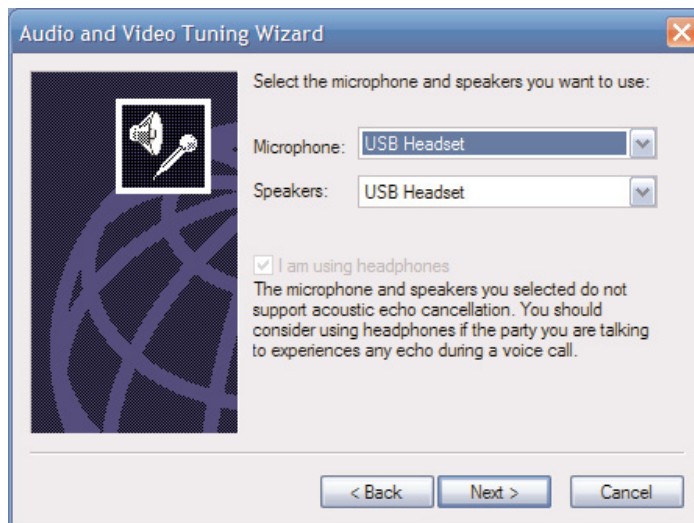 Audio and Video Tuning Wizard
Select the microphone and speakers you want to use:
Microphone: USB Headset
Speakers: USB Headset
I am using headphones
The microphone and speakers you selected do not
support acoustic echo cancellation. You should
consider using headphones if the party you are talking
to experiences any echo during a voice call.
< Back Next > Cancel